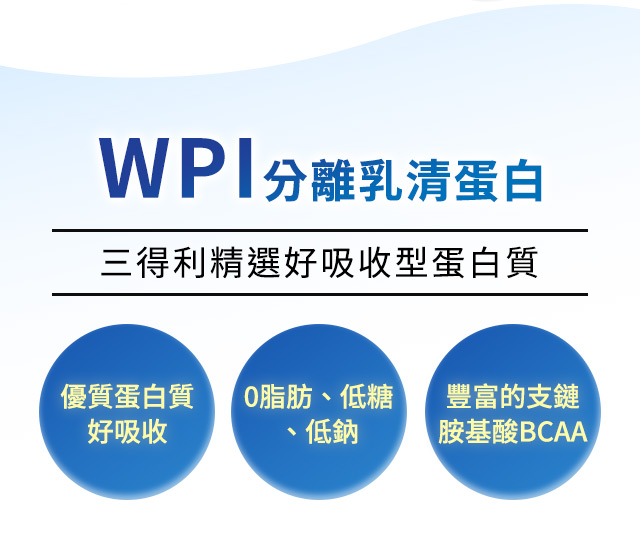 WPI分離乳清蛋白
三得利精選好吸收型蛋白質
優質蛋白質
好吸收
0脂肪、低糖
、低鈉
豐富的支鏈
胺基酸BCAA